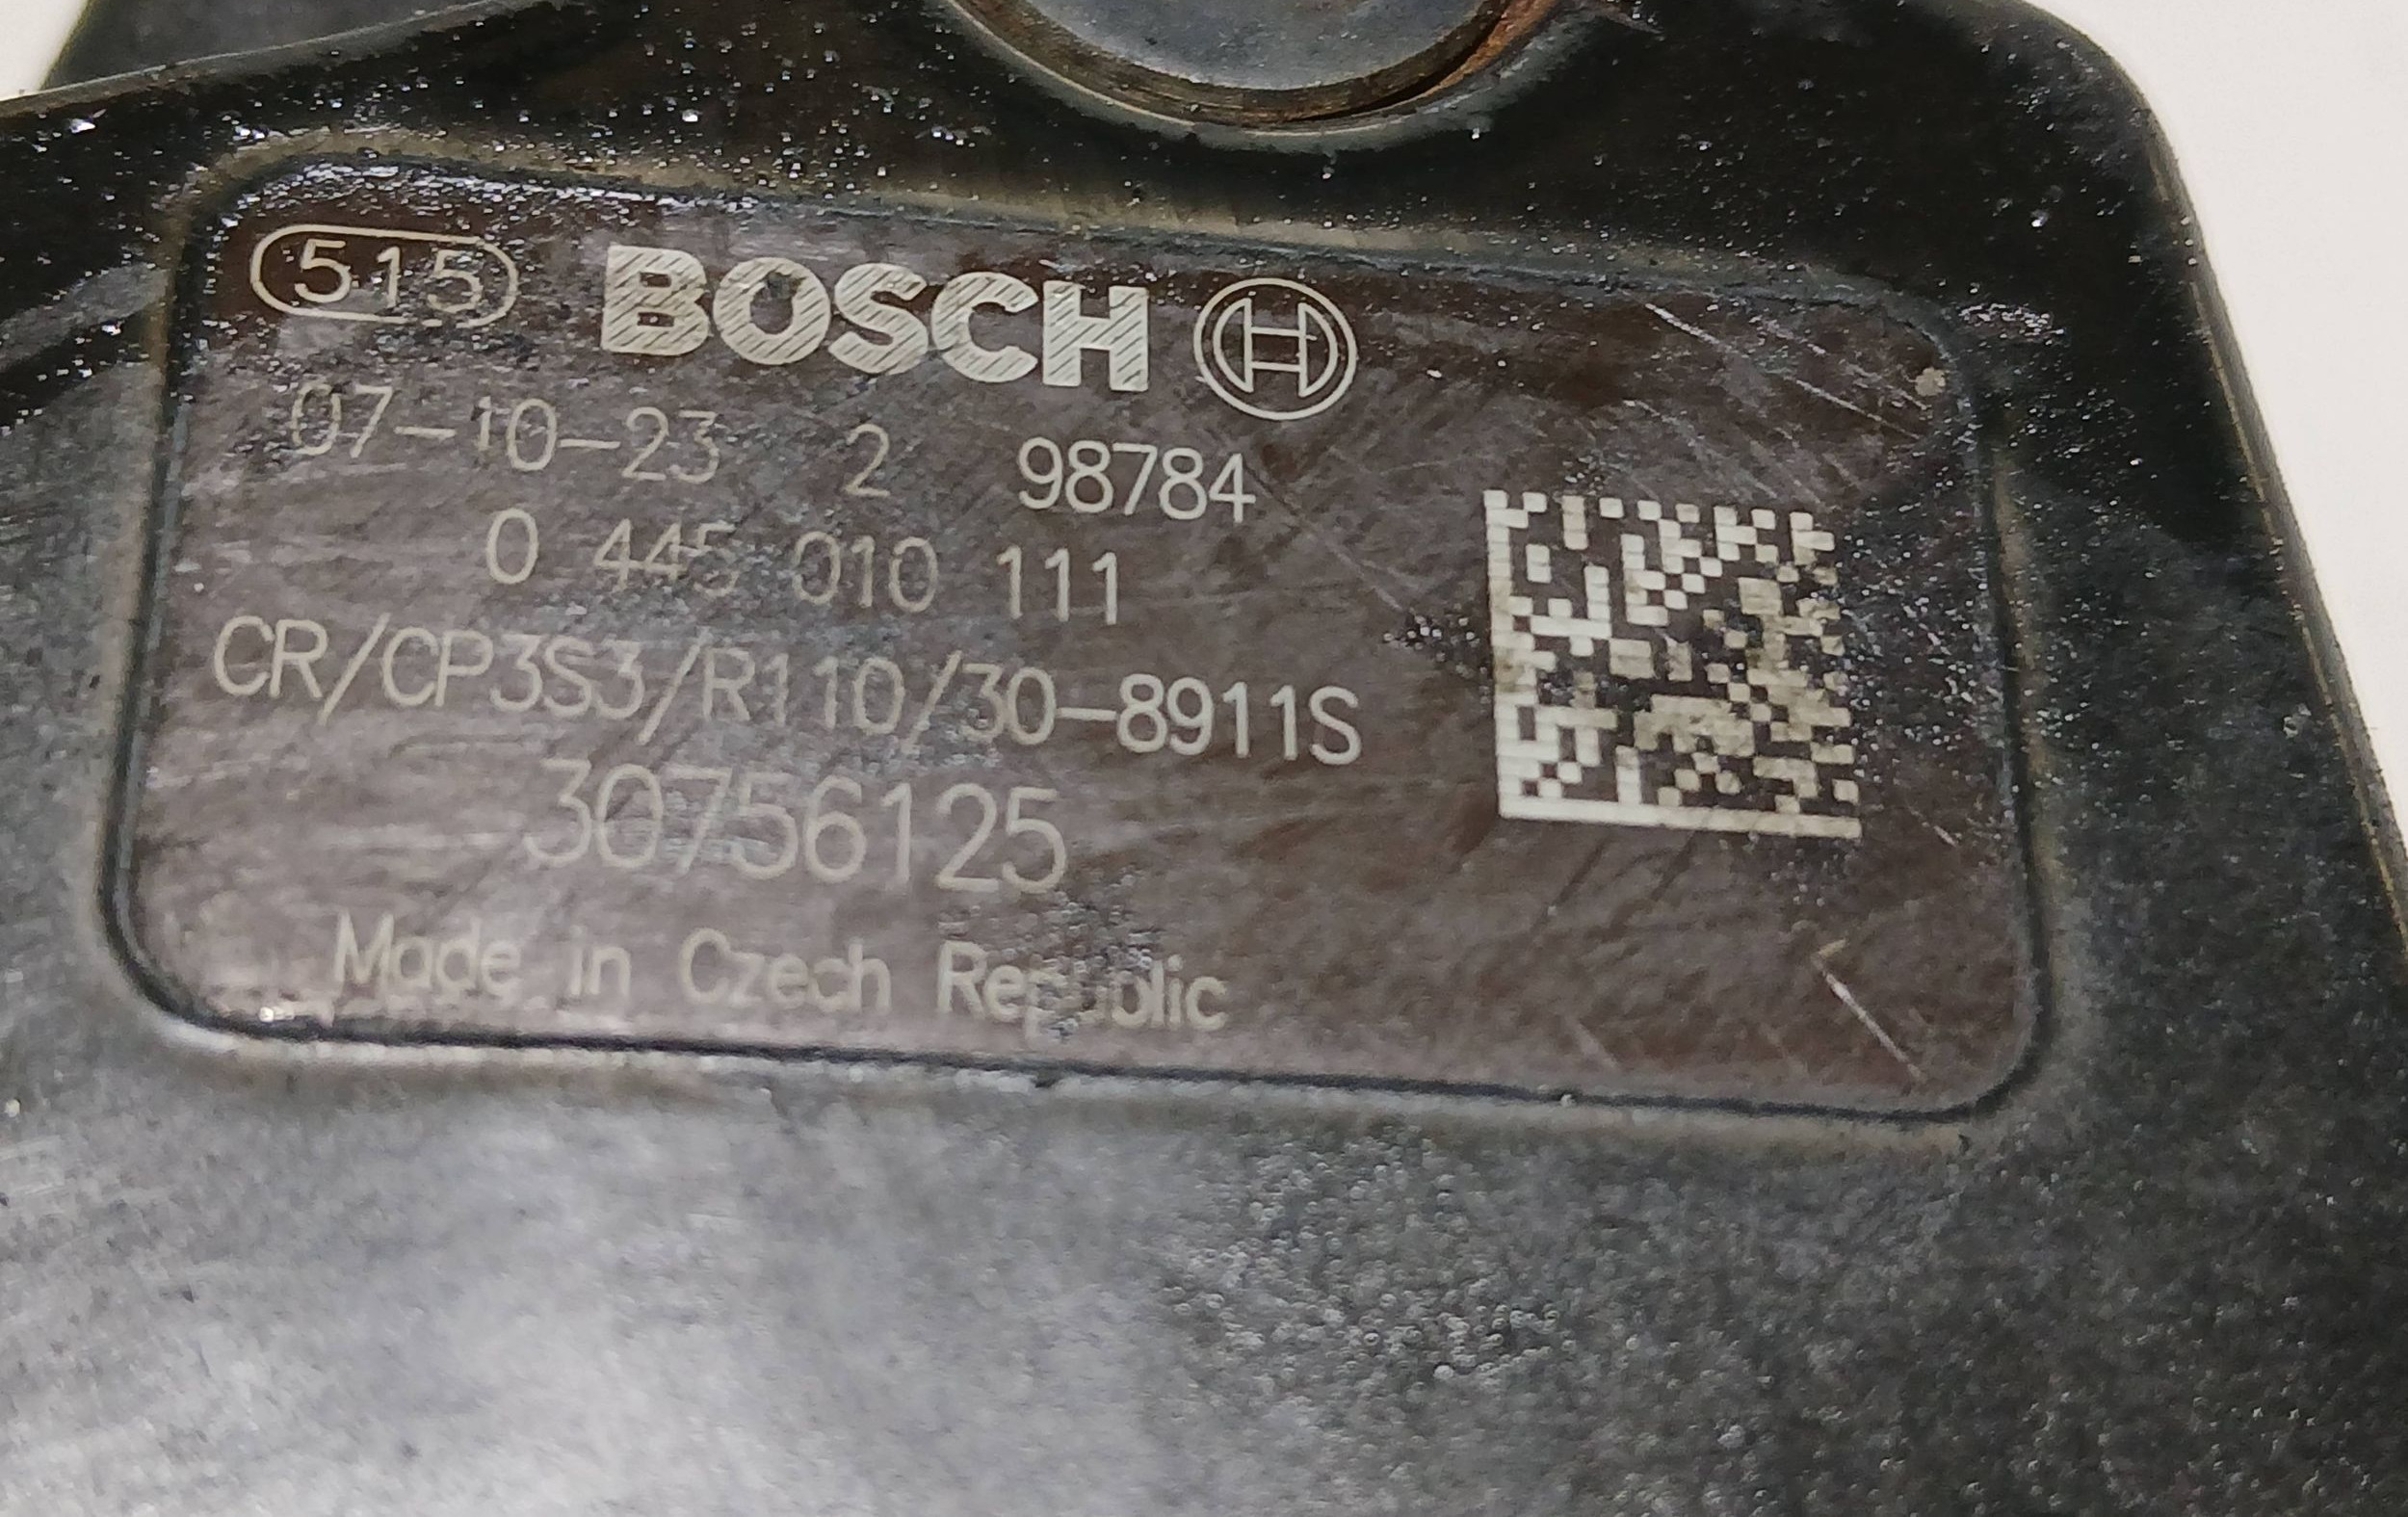 515 BOSCH
07-10-23 2 98784
0 445 010 111
CR/CP3S3/R110/30-8911S
30756125
Made in Czech Republic